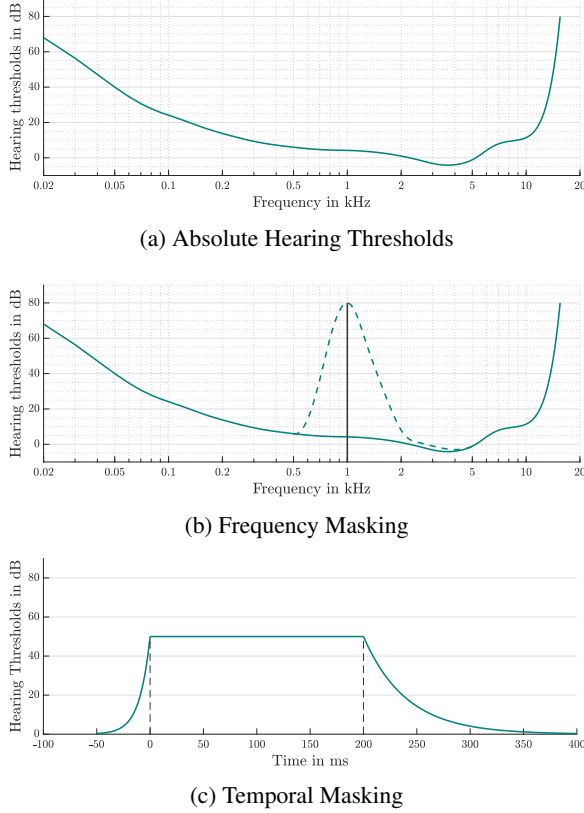 Hearing thresholds in dB
80
60
40
20
0
0.02 0.05 0.1 0.2 0.5 1 2 5 10 20
Frequency in kHz
(a) Absolute Hearing Thresholds
Hearing thresholds in dB
80
60
40
20
0
0.02 0.05 0.1 0.2 0.5 1 2 5 10 20
Frequency in kHz
(b) Frequency Masking
Hearing Thresholds in dB
80
60
40
20
0
-100 -50 0 50 100 150 200 250 300 350 400
Time in ms
(c) Temporal Masking